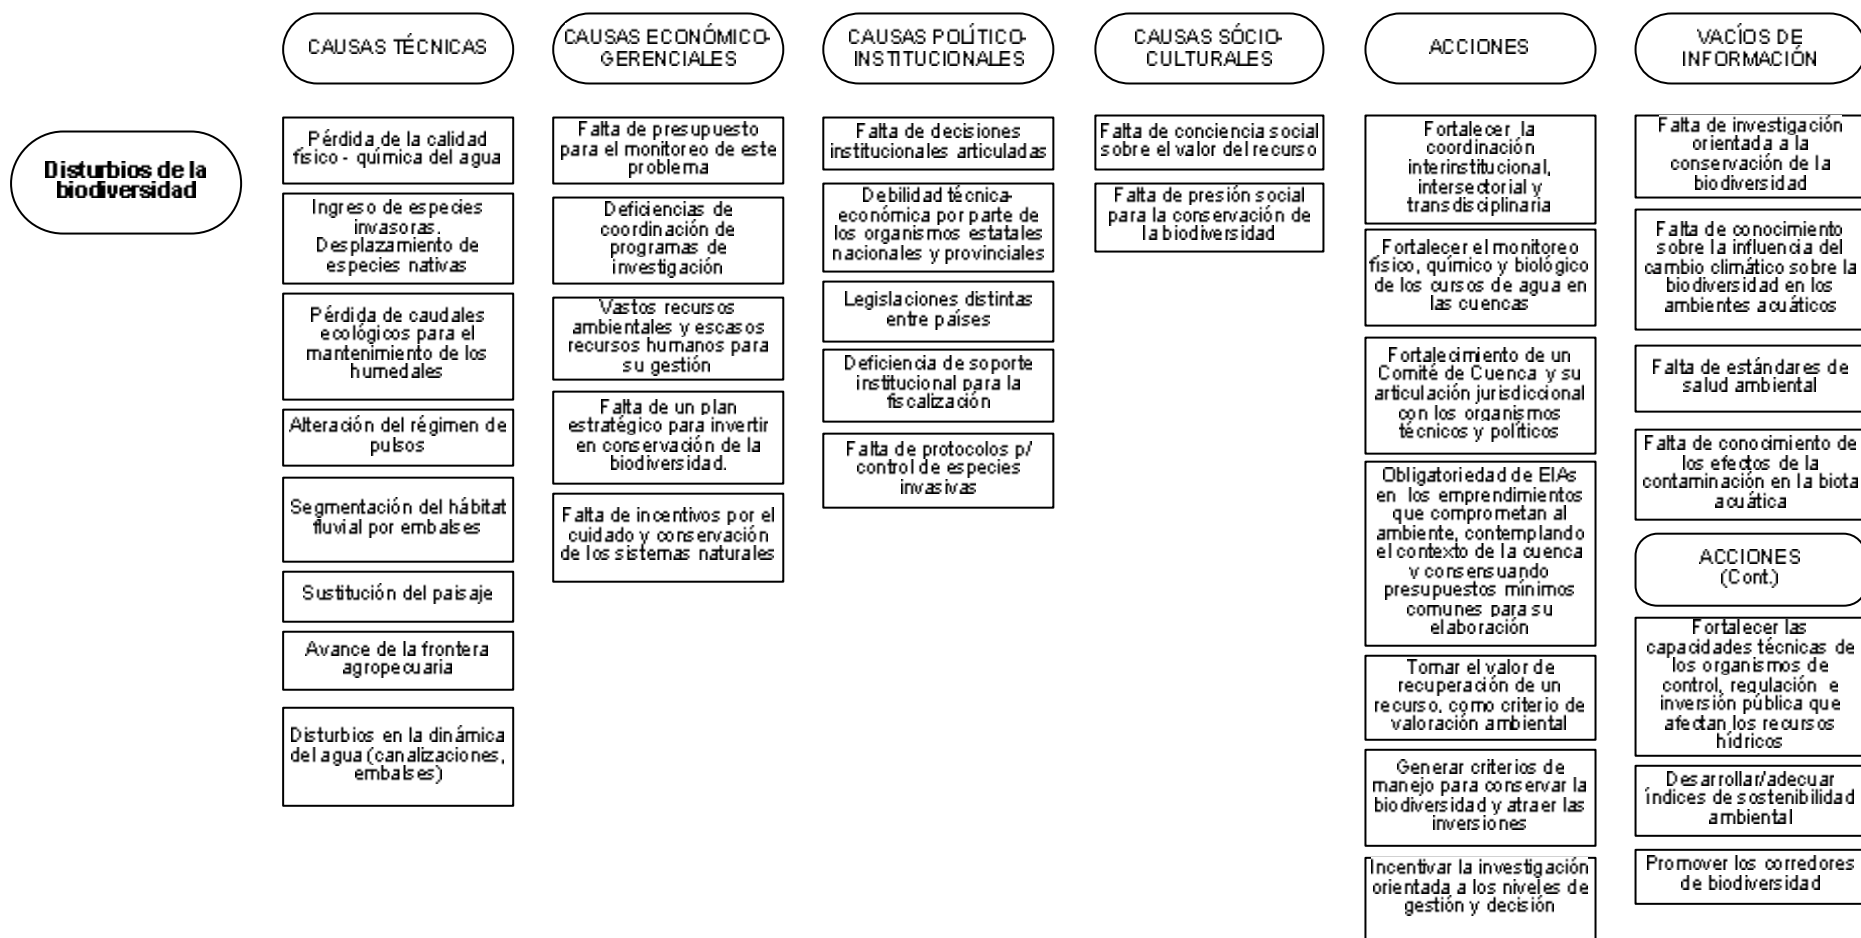 Disturbios de la
biodiversidad
CAUSAS TÉCNICAS
Pérdida de la calidad
físico - química del agua
Ingreso de especies
invasoras.
Desplazamiento de
especies nativas
Pérdida de caudales
ecológicos para el
mantenimiento de los
humedales
Alteración del régimen de
pulsos
Segmentación del hábitat
fluvial por embalses
Sustitución del paisaje
Avance de la frontera
agropecuaria
Disturbios en la dinámica
del agua (canalizaciones,
embalses)
CAUSAS ECONÓMICO-
GERENCIALES
Falta de presupuesto
para el monitoreo de este
problema
Deficiencias de
coordinación de
programas de
investigación
Vastos recursos
ambientales y escasos
recursos humanos para
su gestión
Falta de un plan
estratégico para invertir
en conservación de la
biodiversidad.
Falta de incentivos por el
cuidado y conservación
de los sistemas naturales
CAUSAS POLÍTICO-
INSTITUCIONALES
Falta de decisiones
institucionales articuladas
Debilidad técnica-
económica por parte de
los organismos estatales
nacionales y provinciales
Legislaciones distintas
entre países
Deficiencia de soporte
institucional para la
fiscalización
Falta de protocolos p/
control de especies
invasivas
CAUSAS SÓCIO-
CULTURALES
Falta de conciencia social
sobre el valor del recurso
Falta de presión social
para la conservación de
la biodiversidad
ACCIONES
Fortalecer la
coordinación
interinstitucional,
intersectorial y
transdisciplinaria
Fortalecer el monitoreo
físico, químico y biológico
de los cursos de agua en
las cuencas
Fortalecimiento de un
Comité de Cuenca y su
articulación jurisdiccional
con los organismos
técnicos y políticos
Obligatoriedad de EIAs
en los emprendimientos
que comprometan al
ambiente, contemplando
el contexto de la cuenca
y consensuando
presupuestos mínimos
comunes para su
elaboración
Tomar el valor de
recuperación de un
recurso, como criterio de
valoración ambiental
Generar criterios de
manejo para conservar la
biodiversidad y atraer las
inversiones
Incentivar la investigación
orientada a los niveles de
gestión y decisión
VACÍOS DE
INFORMACIÓN
Falta de investigación
orientada a la
conservación de la
biodiversidad
Falta de conocimiento
sobre la influencia del
cambio climático sobre la
biodiversidad en los
ambientes acuáticos
Falta de estándares de
salud ambiental
Falta de conocimiento de
los efectos de la
contaminación en la biota
acuática
ACCIONES
(Cont.)
Fortalecer las
capacidades técnicas de
los organismos de
control, regulación e
inversión pública que
afectan los recursos
hídricos
Desarrollar/adecuar
índices de sostenibilidad
ambiental
Promover los corredores
de biodiversidad